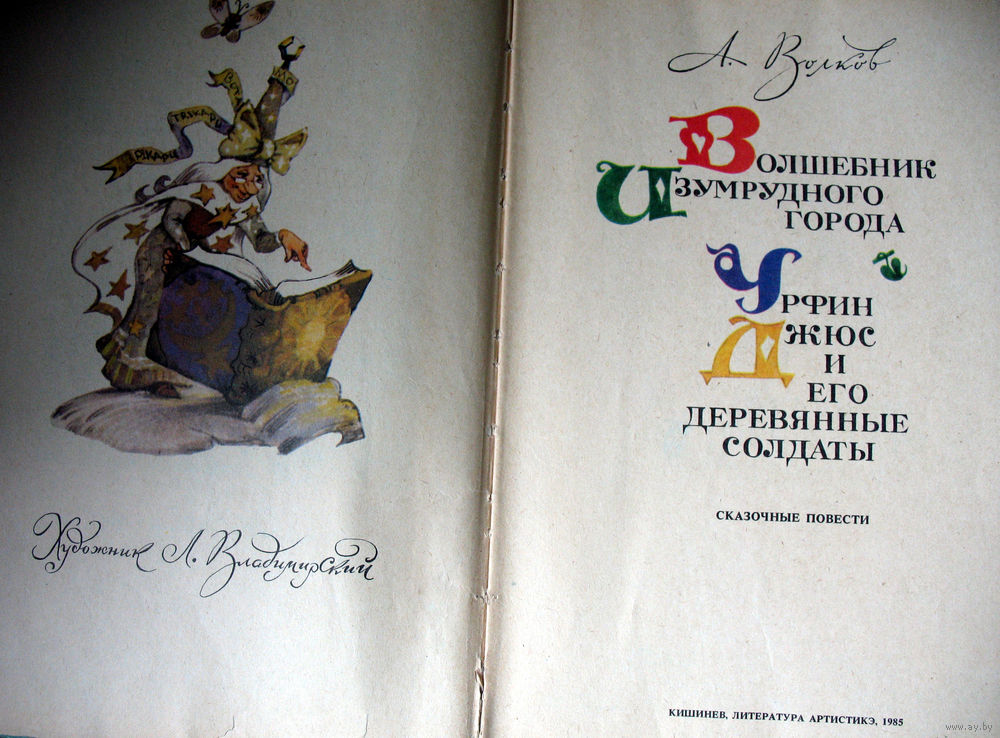 TRIKAPU
Художник Л. Владимирский
А. Волков
ВОЛШЕБНИК
ИЗУМРУДНОГО
ГОРОДА
УРФИН
ДЖЮС
И
ЕГО
ДЕРЕВЯННЫЕ
СОЛДАТЫ
СКАЗОЧНЫЕ ПОВЕСТИ
КИШИНЕВ, ЛИТЕРАТУРА АРТИСТИКЭ, 1985
www.ay.by